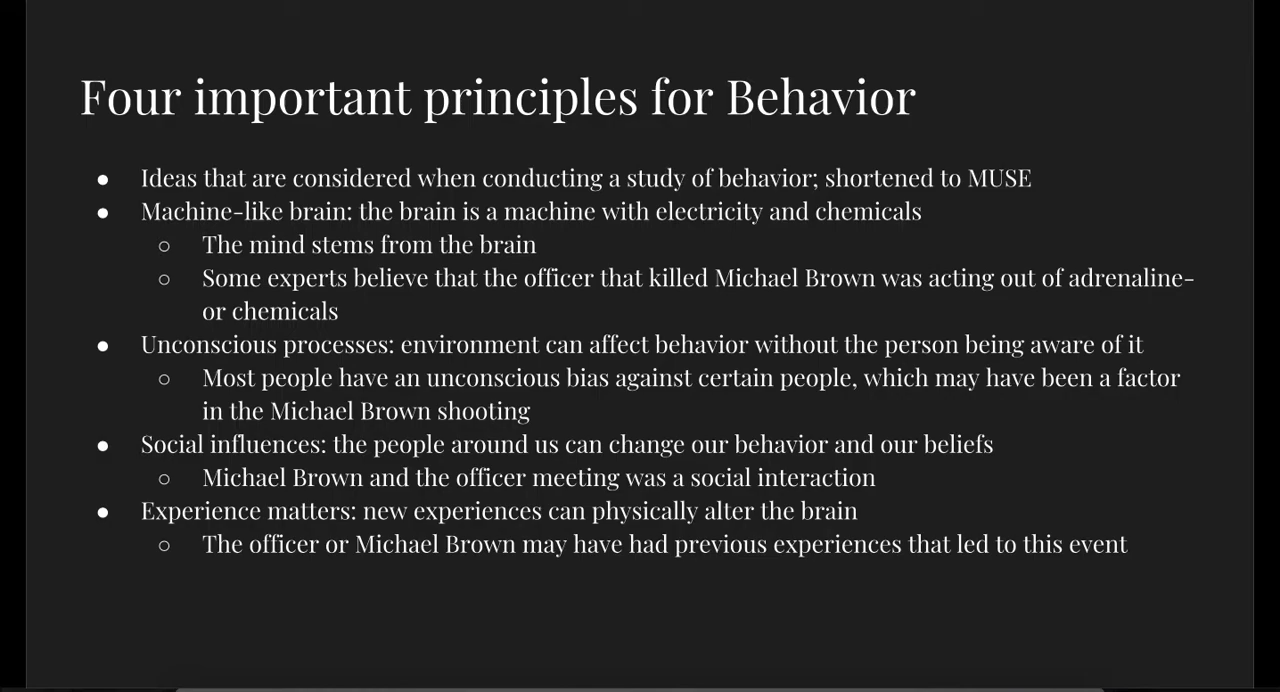 Four important principles for Behavior
● Ideas that are considered when conducting a study of behavior; shortened to MUSE
● Machine-like brain: the brain is a machine with electricity and chemicals
○ The mind stems from the brain
○ Some experts believe that the officer that killed Michael Brown was acting out of adrenaline-
or chemicals
● Unconscious processes: environment can affect behavior without the person being aware of it
○ Most people have an unconscious bias against certain people, which may have been a factor
in the Michael Brown shooting
● Social influences: the people around us can change our behavior and our beliefs
○ Michael Brown and the officer meeting was a social interaction
● Experience matters: new experiences can physically alter the brain
○ The officer or Michael Brown may have had previous experiences that led to this event